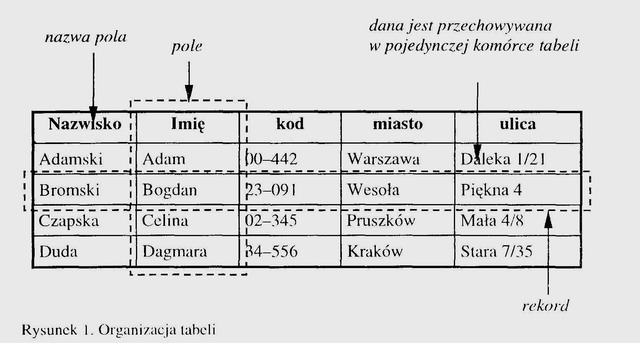 nazwa pola
pole
dana jest przechowywana
w pojedynczej komórce tabeli
Nazwisko Imię kod miasto ulica
Adamski Adam 00–442 Warszawa Daleka 1/21
Bromski Bogdan 23–091 Wesoła Piękna 4
Czapska Celina 02–345 Pruszków Mała 4/8
Duda Dagmara 34–556 Kraków Stara 7/35
rekord
Rysunek 1. Organizacja tabeli